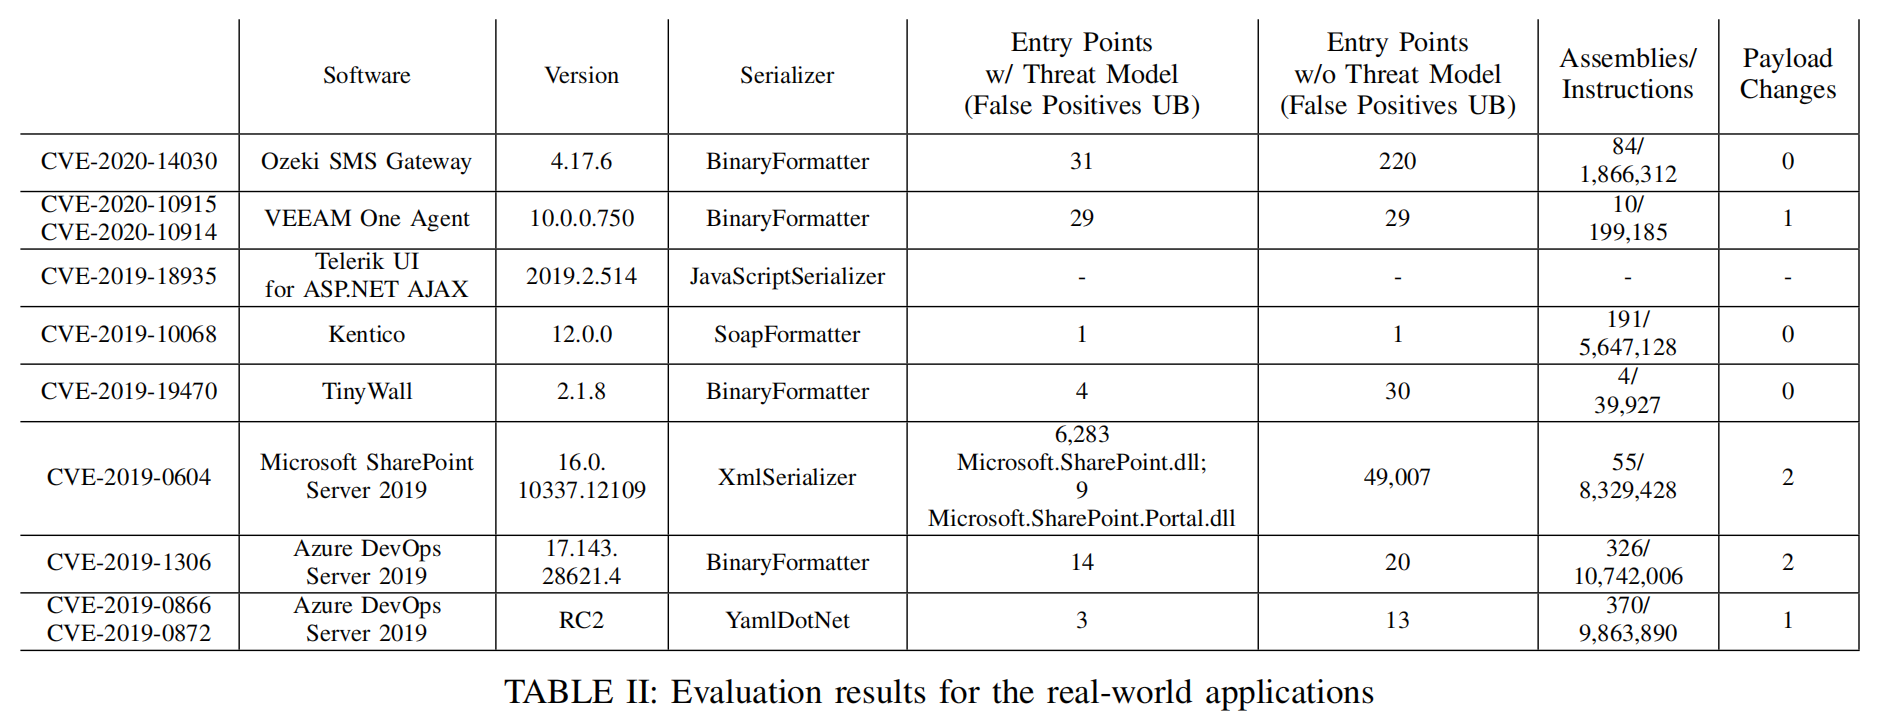 Software
Version
Serializer
Entry Points
w/ Threat Model
(False Positives UB)
Entry Points
w/o Threat Model
(False Positives UB)
Assemblies/
Instructions
Payload
Changes
CVE-2020-14030
Ozeki SMS Gateway
4.17.6
BinaryFormatter
31
220
84/
1,866,312
0
CVE-2020-10915
CVE-2020-10914
VEEAM One Agent
10.0.0.750
BinaryFormatter
29
29
10/
199,185
1
CVE-2019-18935
Telerik UI
for ASP.NET AJAX
2019.2.514
JavaScriptSerializer
-
-
-
-
CVE-2019-10068
Kentico
12.0.0
SoapFormatter
1
1
191/
5,647,128
0
CVE-2019-19470
TinyWall
2.1.8
BinaryFormatter
4
30
4/
39,927
0
CVE-2019-0604
Microsoft SharePoint
Server 2019
16.0.
10337.12109
XmlSerializer
6,283
Microsoft.SharePoint.dll;
9
Microsoft.SharePoint.Portal.dll
49,007
55/
8,329,428
2
CVE-2019-1306
Azure DevOps
Server 2019
17.143.
28621.4
BinaryFormatter
14
20
326/
10,742,006
2
CVE-2019-0866
CVE-2019-0872
Azure DevOps
Server 2019
RC2
YamlDotNet
3
13
370/
9,863,890
1
TABLE II: Evaluation results for the real-world applications